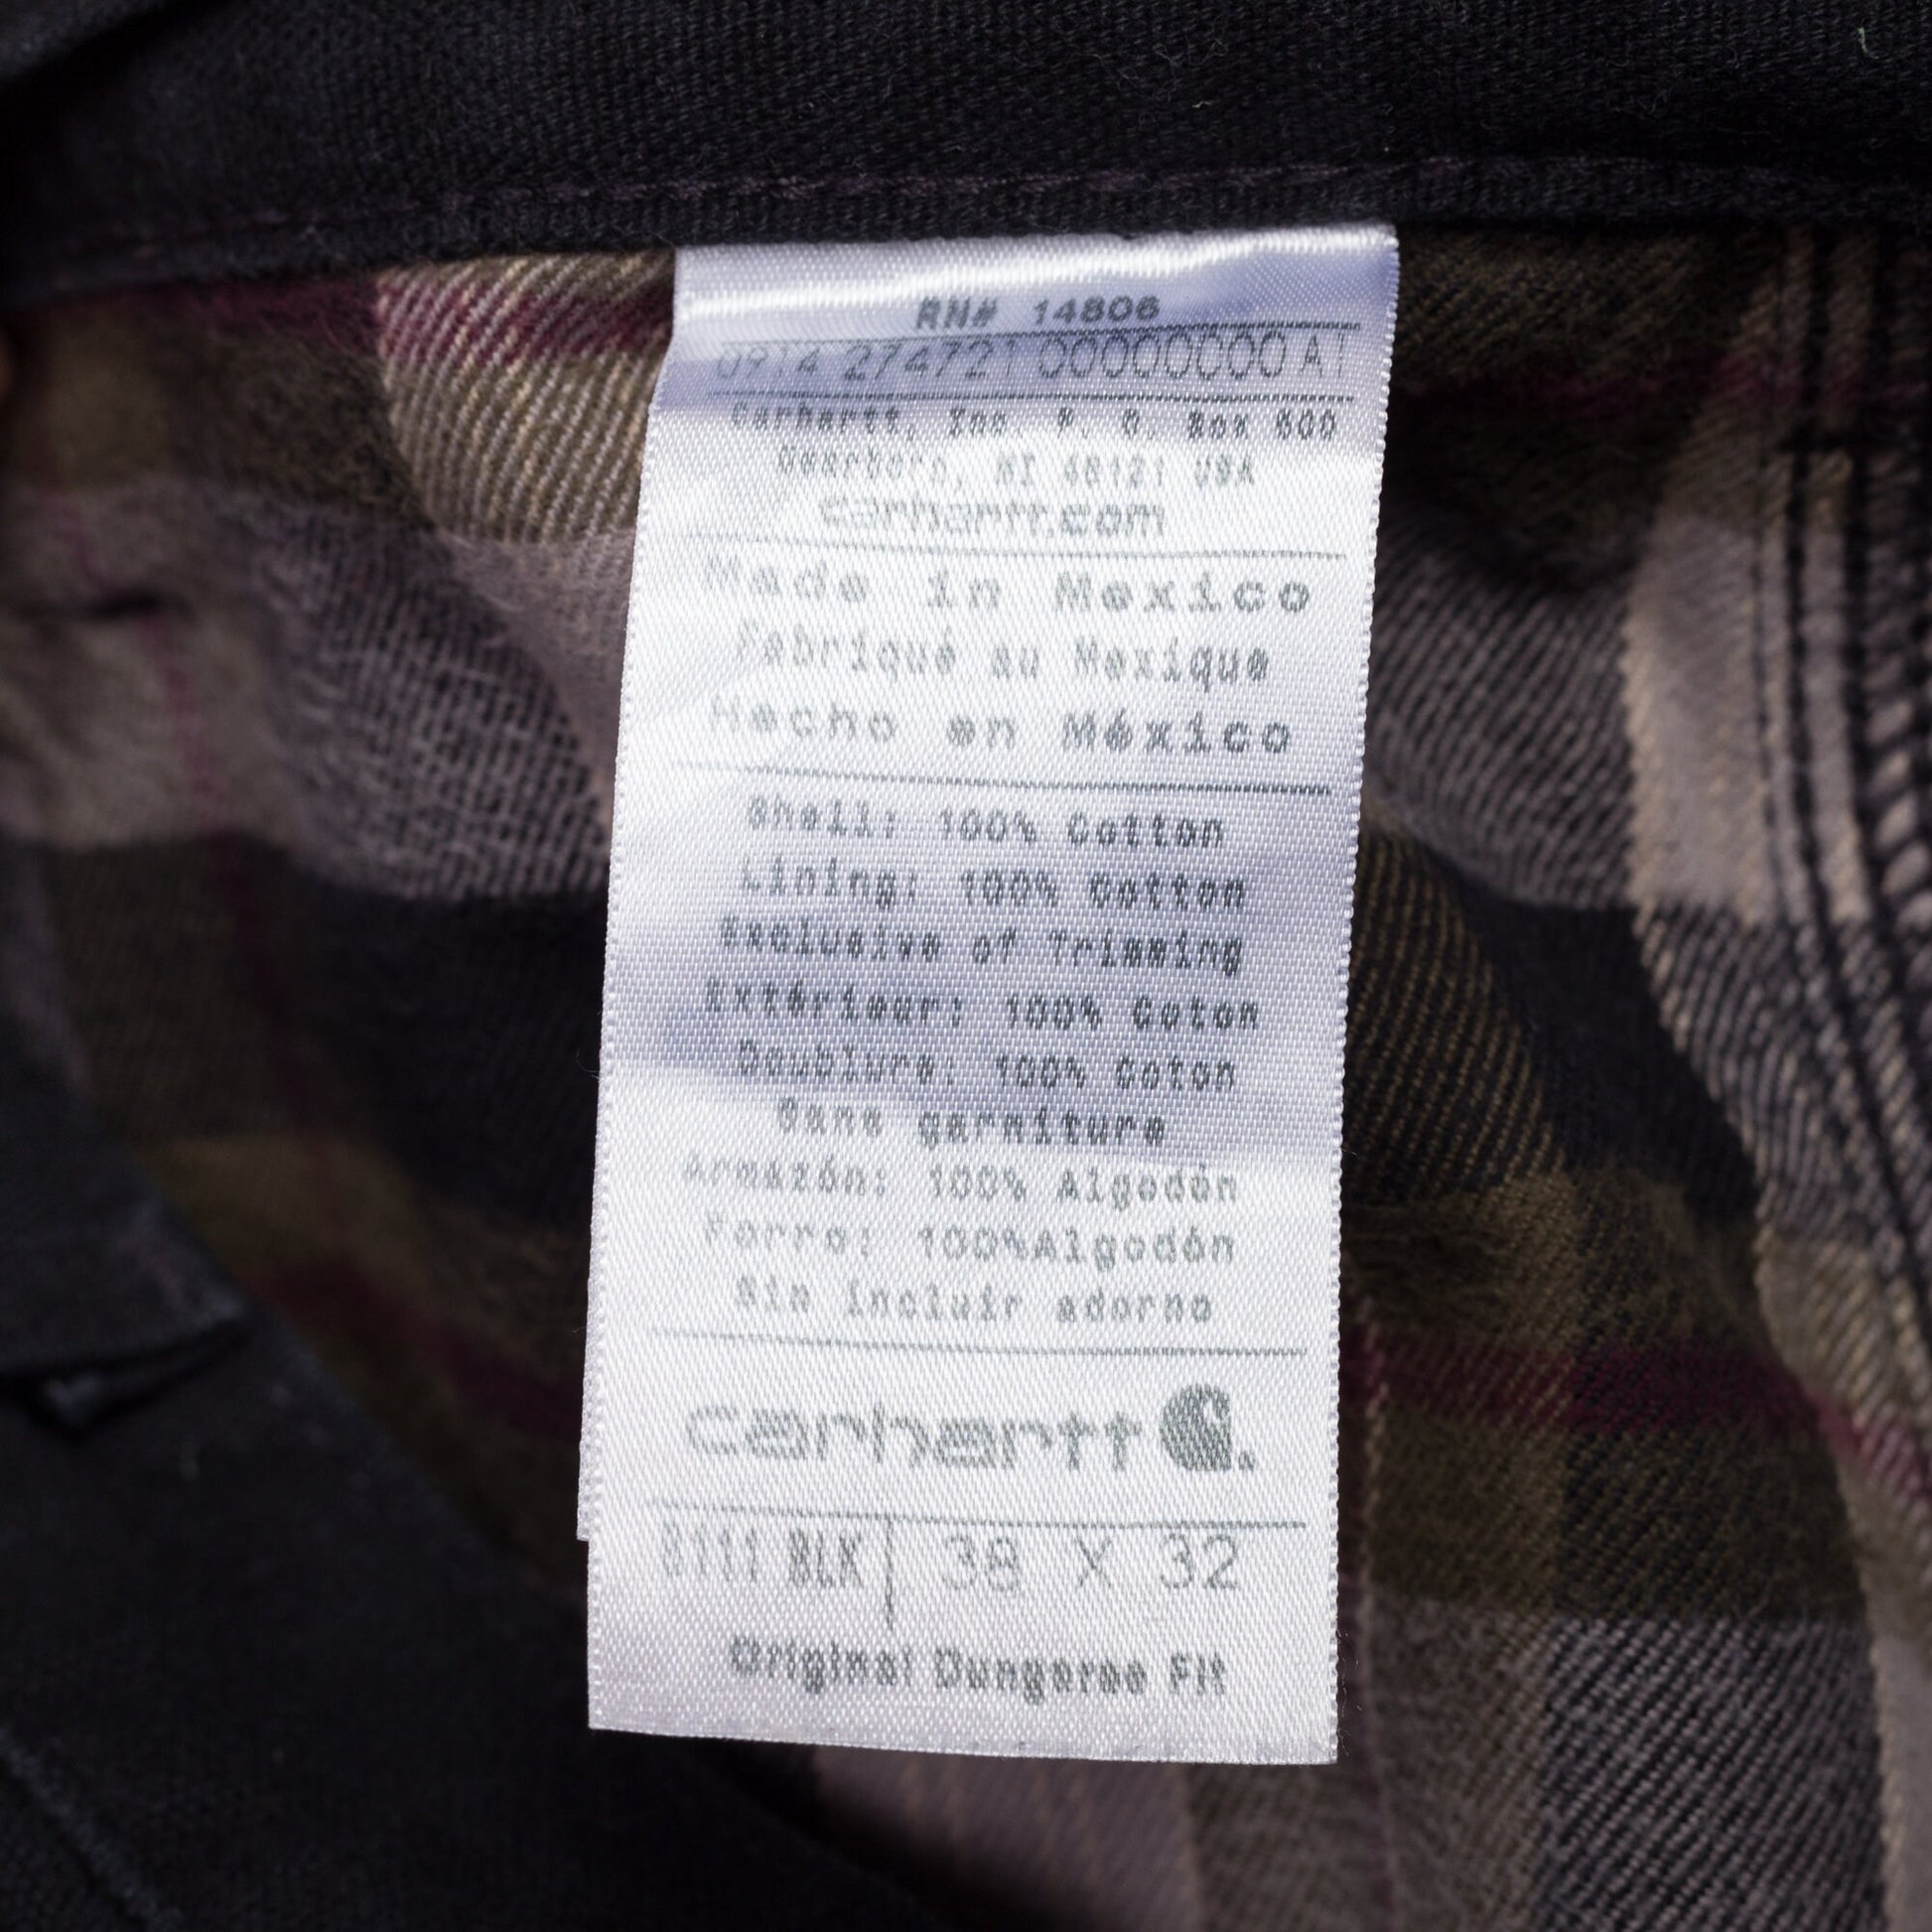 RN# 14806
0914 274721 00000000 AT
Carhartt, Inc P. O. Box 600
Dearborn, MI 48121 USA
carhartt.com
Made in Mexico
Fabriqué au Mexique
Hecho en México
Shell: 100% Cotton
Lining: 100% Cotton
Exclusive of Trimming
Extérieur: 100% Coton
Doublure: 100% Coton
Sans garniture
Armazón: 100% Algodón
Forro: 100%Algodón
Sin incluir adorno
carhartt
BLK 38 X 32
Original Dungaree Fit